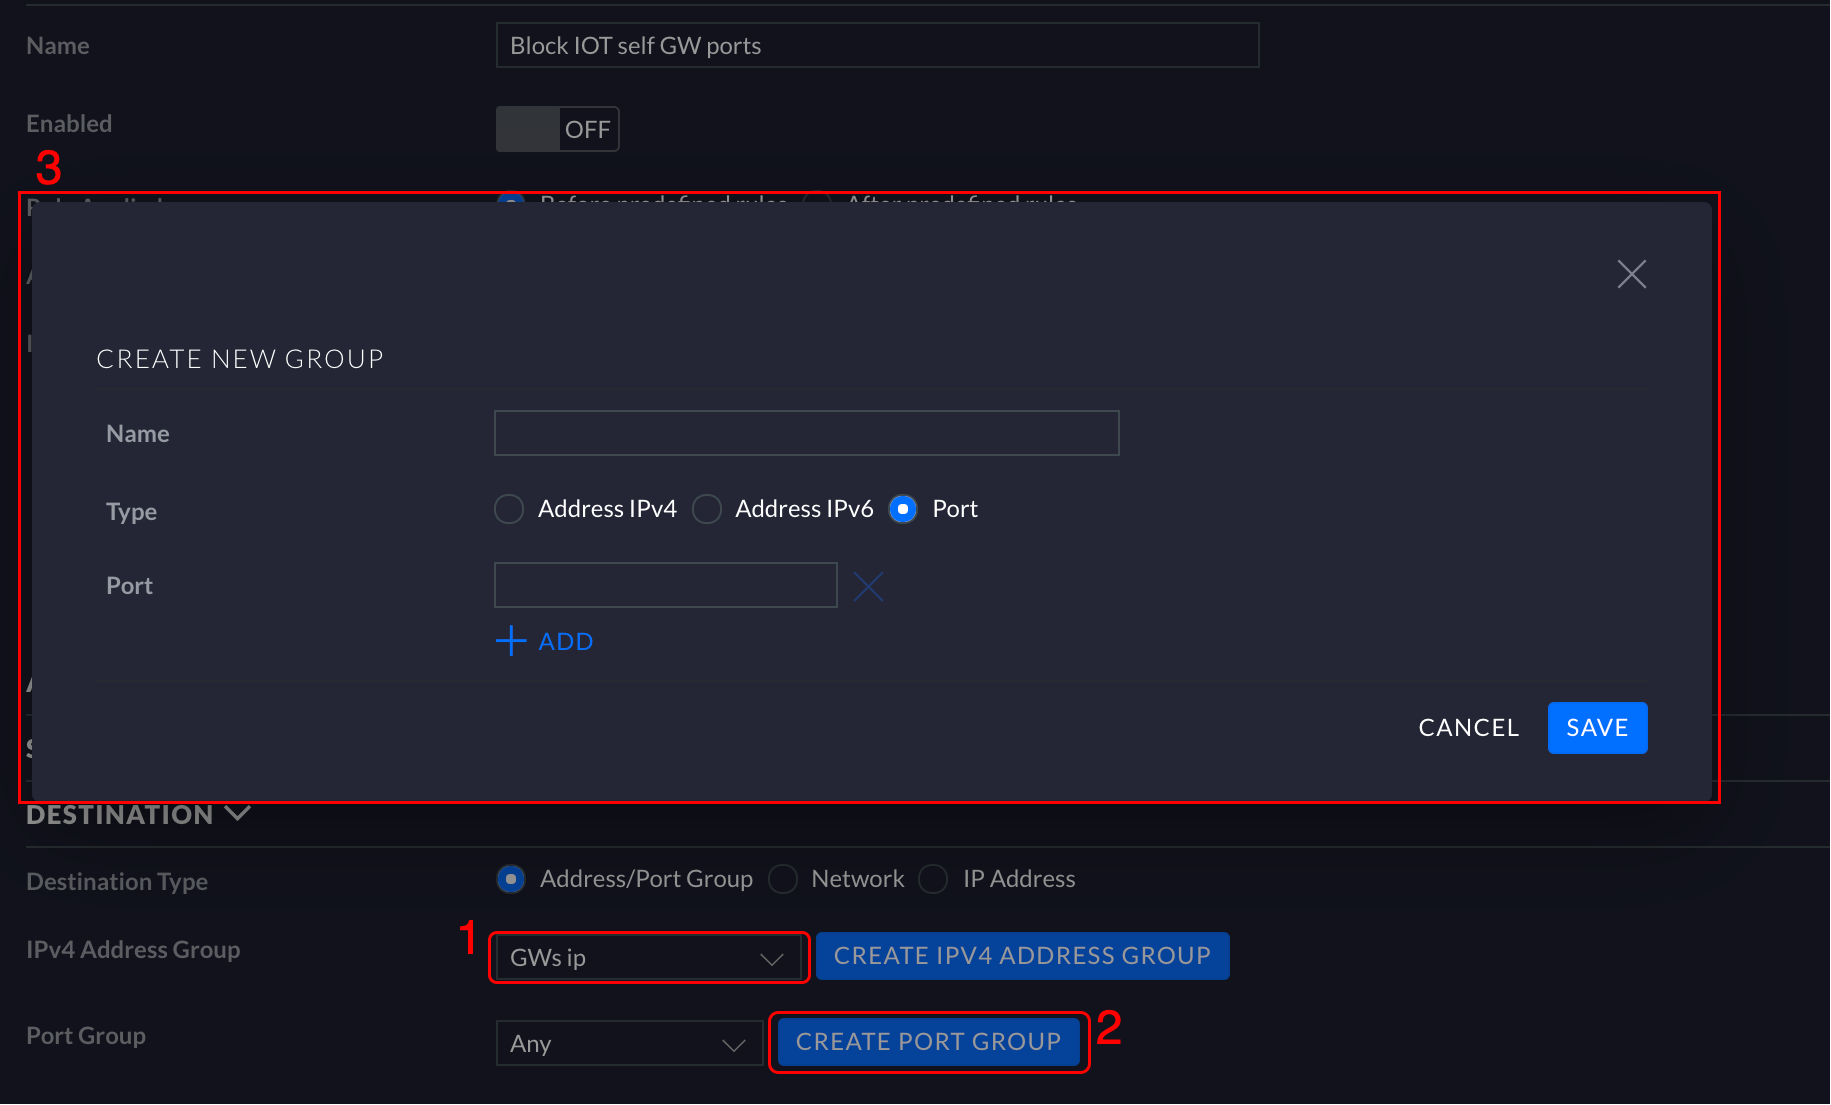 Name
Block IOT self GW ports
Enabled
OFF
3
Before predefined rules After predefined rules
CREATE NEW GROUP
Name
Type
Address IPv4 Address IPv6 Port
Port
ADD
CANCEL SAVE
DESTINATION
Destination Type
Address/Port Group Network IP Address
1
IPv4 Address Group
GWs ip
CREATE IPV4 ADDRESS GROUP
Port Group
Any
CREATE PORT GROUP
2